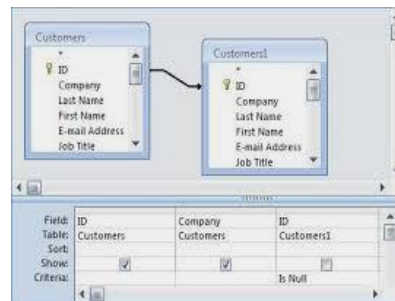 Customers
*
ID
Company
Last Name
First Name
E-mail Address
Job Title
Customers1
*
ID
Company
Last Name
First Name
E-mail Address
Job Title
Field: ID Company ID
Table: Customers Customers Customers1
Sort:
Show:
Criteria: Is Null